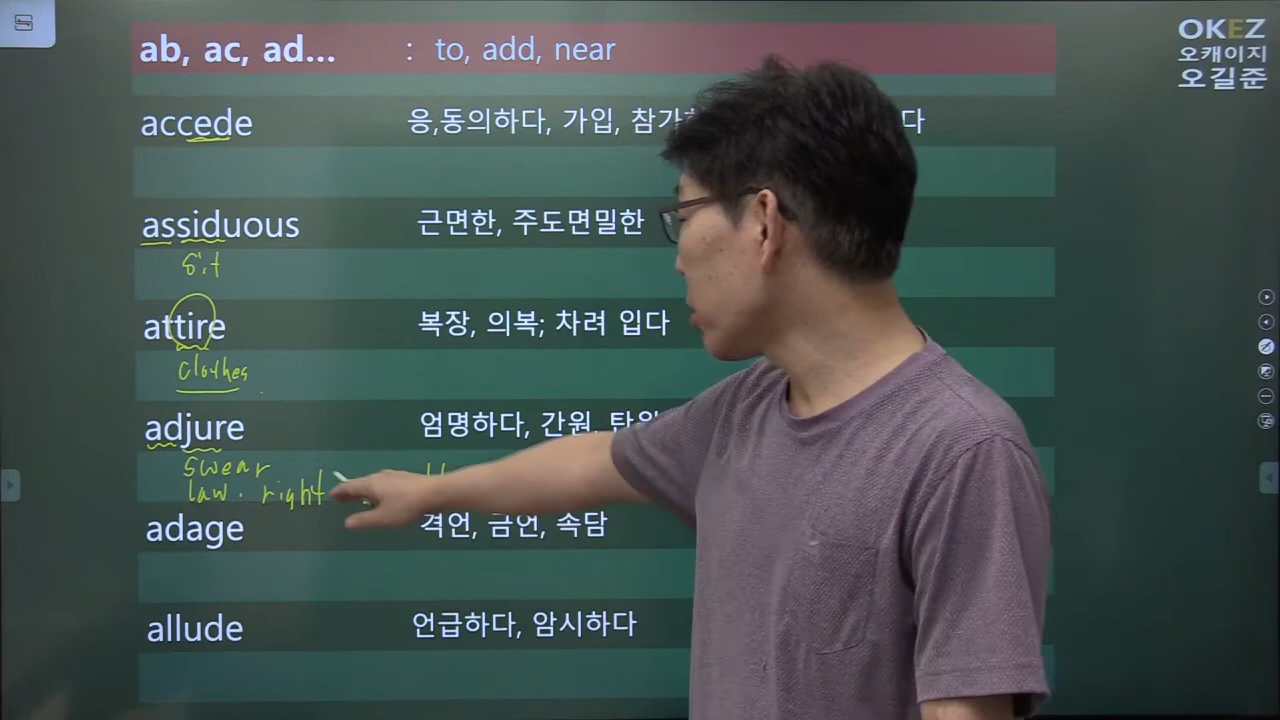 OKEZ
오캐이지
오길준
ab, ac, ad... : to, add, near
accede 응,동의하다, 가입, 다
assiduous 근면한, 주도면밀한
sit
attire 복장, 의복; 차려 입다
clothes
adjure 엄명하다, 간원,
swear
law. right
adage 격언, 금언, 속담
allude 언급하다, 암시하다